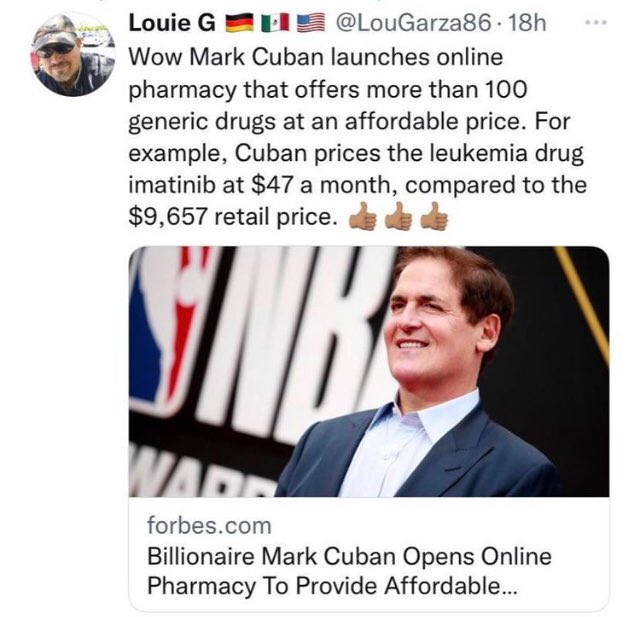 Louie G 🇩🇪 🇲🇽 🇺🇸 @LouGarza86 · 18h ...
Wow Mark Cuban launches online
pharmacy that offers more than 100
generic drugs at an affordable price. For
example, Cuban prices the leukemia drug
imatinib at $47 a month, compared to the
$9,657 retail price. 👍🏽 👍🏽 👍🏽
NB
WARD
forbes.com
Billionaire Mark Cuban Opens Online
Pharmacy To Provide Affordable...